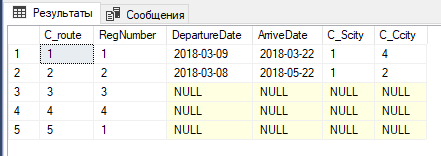 Результаты Сообщения
C_route RegNumber DepartureDate ArriveDate C_Scity C_Ccity
1 1 1 2018-03-09 2018-03-22 1 4
2 2 2 2018-03-08 2018-05-22 1 2
3 3 3 NULL NULL NULL NULL
4 4 4 NULL NULL NULL NULL
5 5 1 NULL NULL NULL NULL